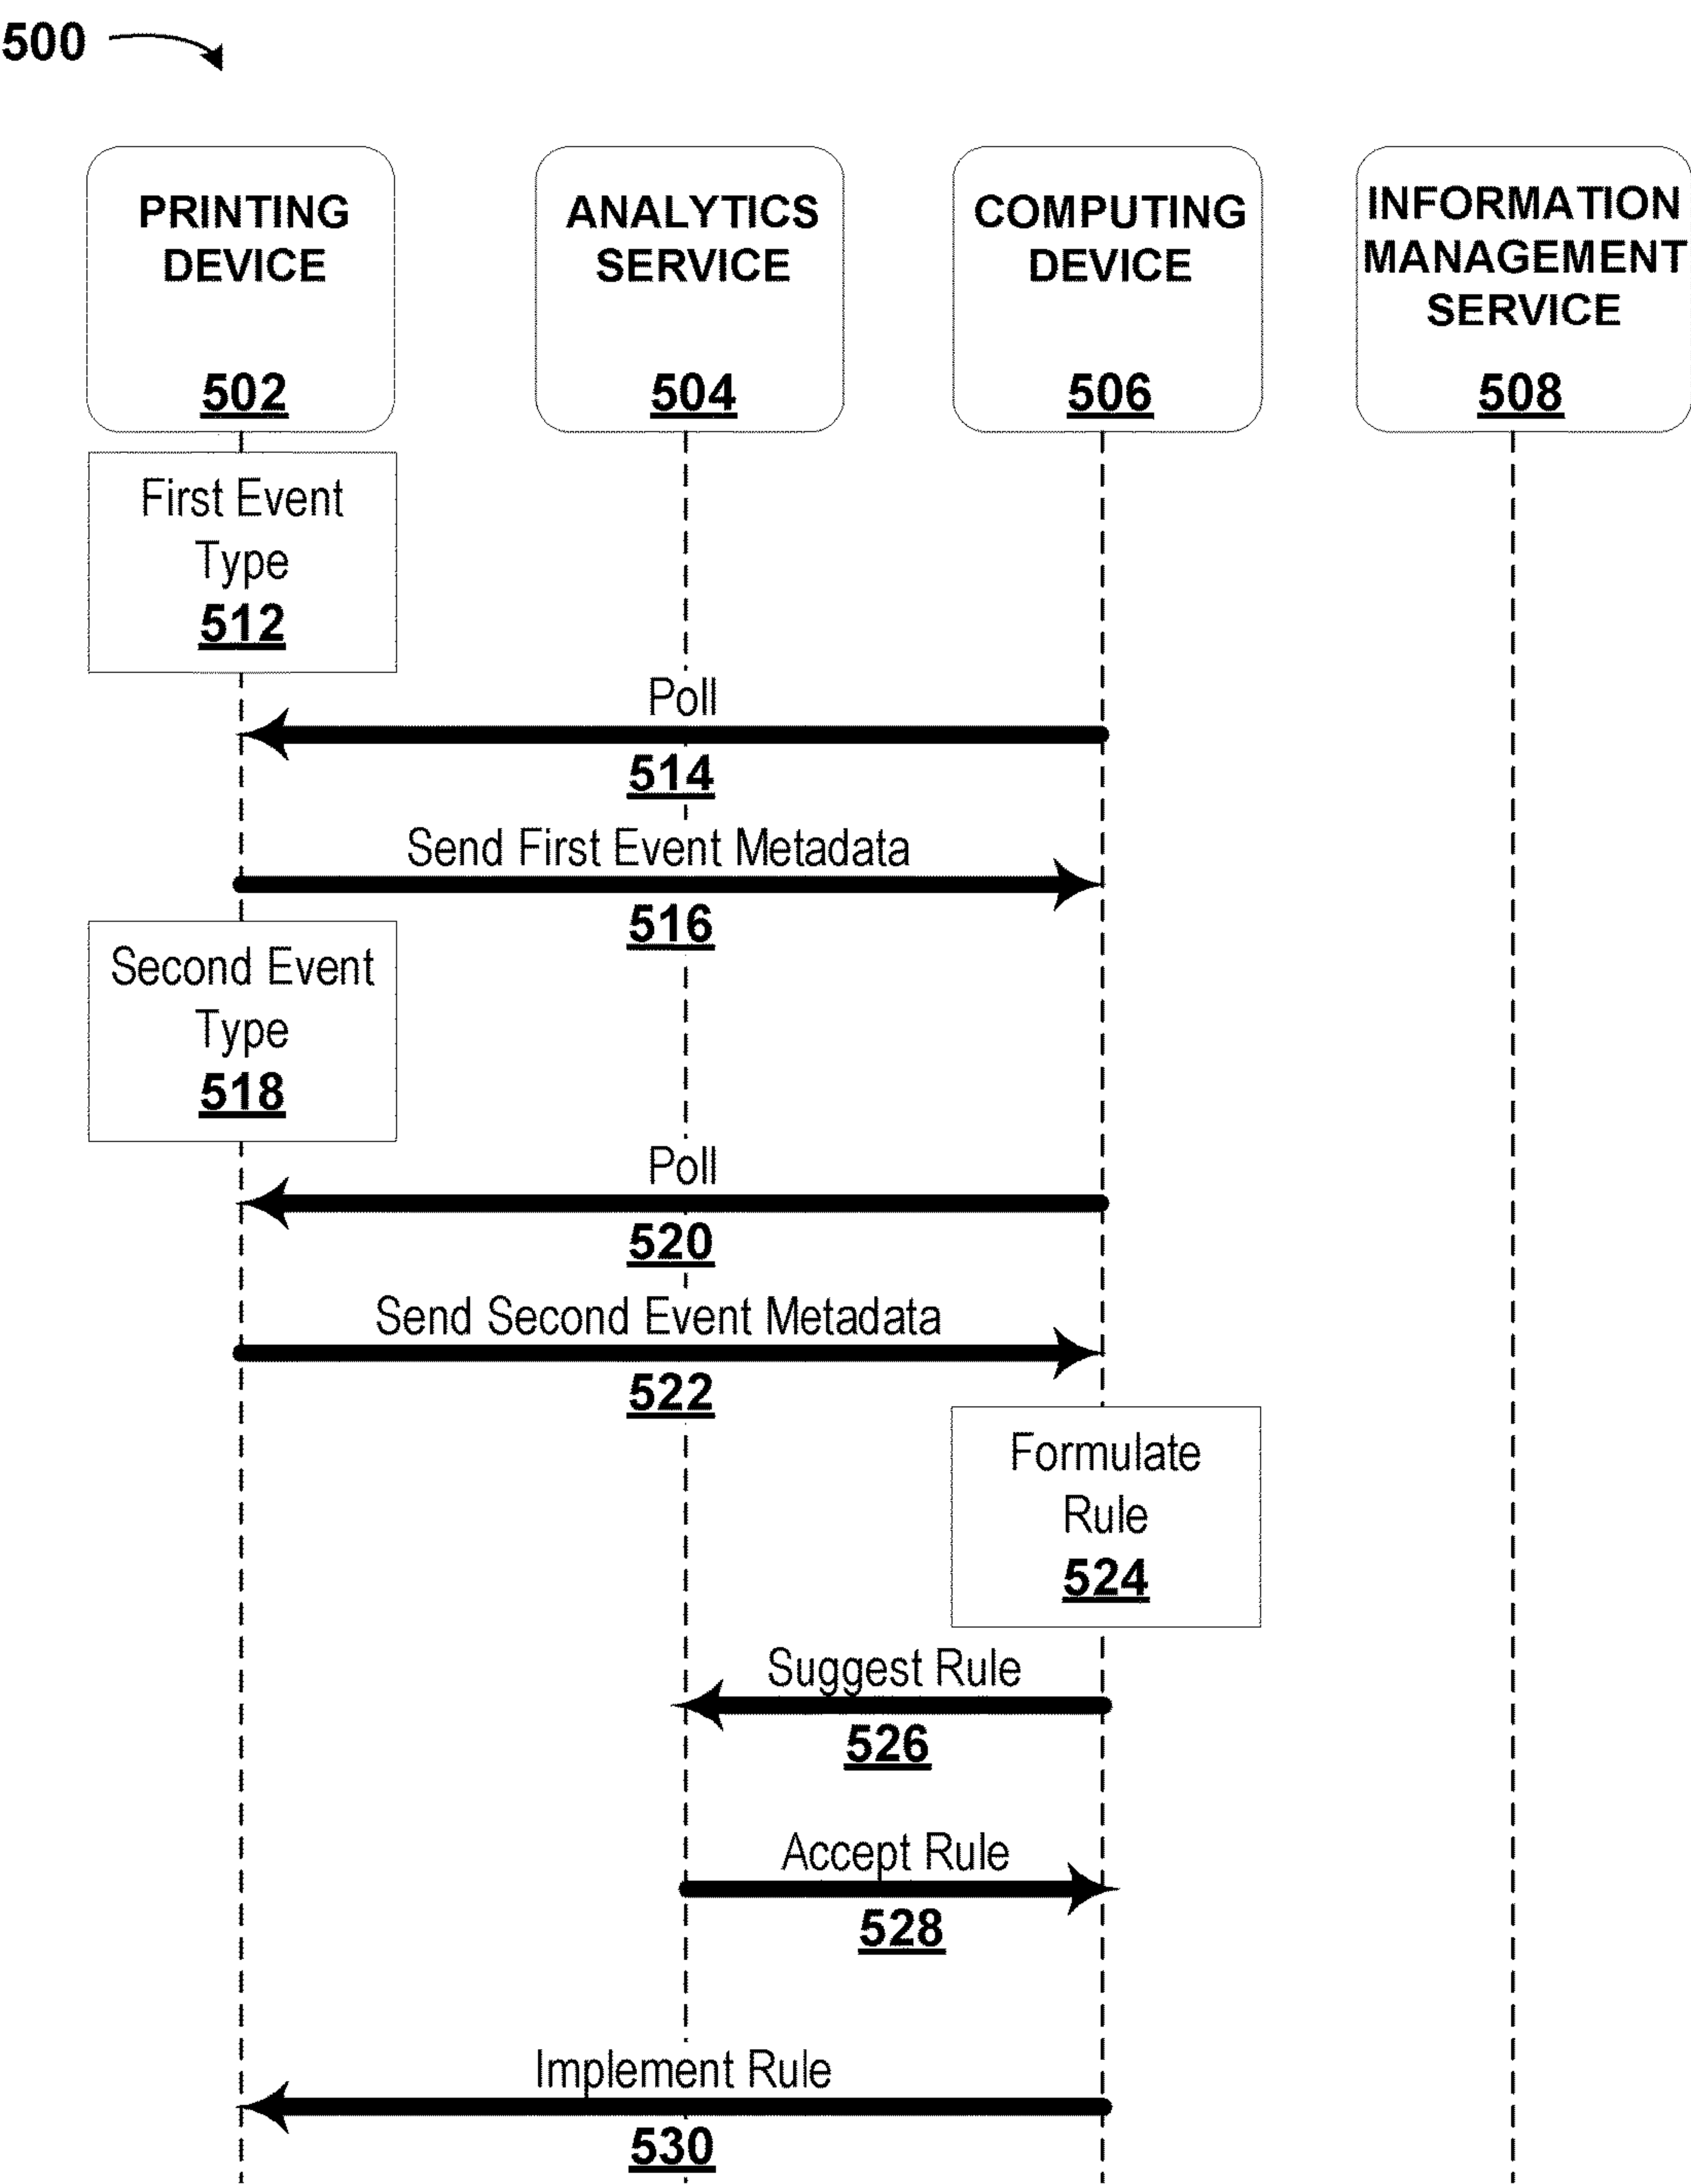 500
PRINTING
DEVICE
502
ANALYTICS
SERVICE
504
COMPUTING
DEVICE
506
INFORMATION
MANAGEMENT
SERVICE
508
First Event
Type
512
Poll
514
Send First Event Metadata
516
Second Event
Type
518
Poll
520
Send Second Event Metadata
522
Formulate
Rule
524
Suggest Rule
526
Accept Rule
528
Implement Rule
530